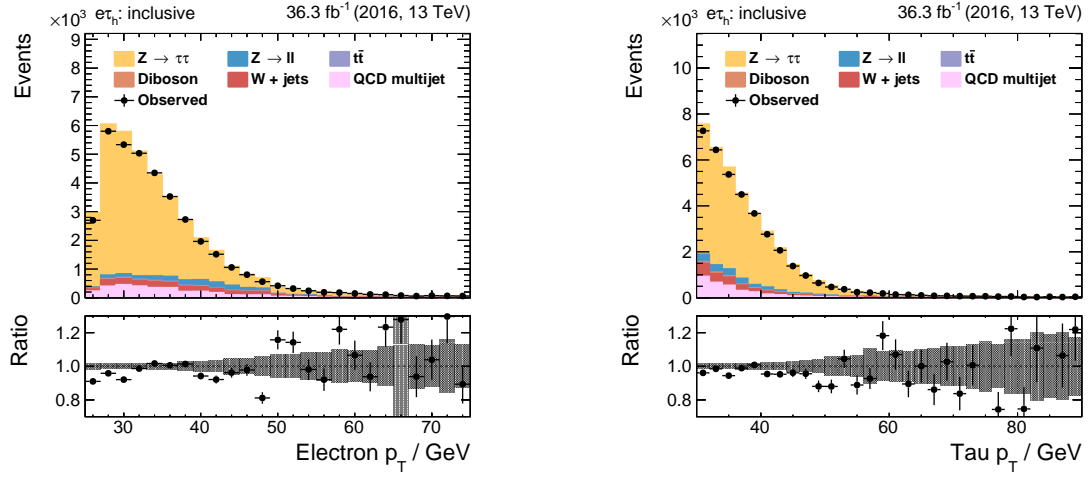 ×10³ eτₕ: inclusive 36.3 fb⁻¹ (2016, 13 TeV)
Events
9
8
7
6
5
4
3
2
1
0
Z → ττ Z → ll tt̄
Diboson W + jets QCD multijet
Observed
Ratio
1.2
1.0
0.8
30 40 50 60 70
Electron p_T / GeV
×10³ eτₕ: inclusive 36.3 fb⁻¹ (2016, 13 TeV)
Events
10
8
6
4
2
0
Z → ττ Z → ll tt̄
Diboson W + jets QCD multijet
Observed
Ratio
1.2
1.0
0.8
40 60 80
Tau p_T / GeV